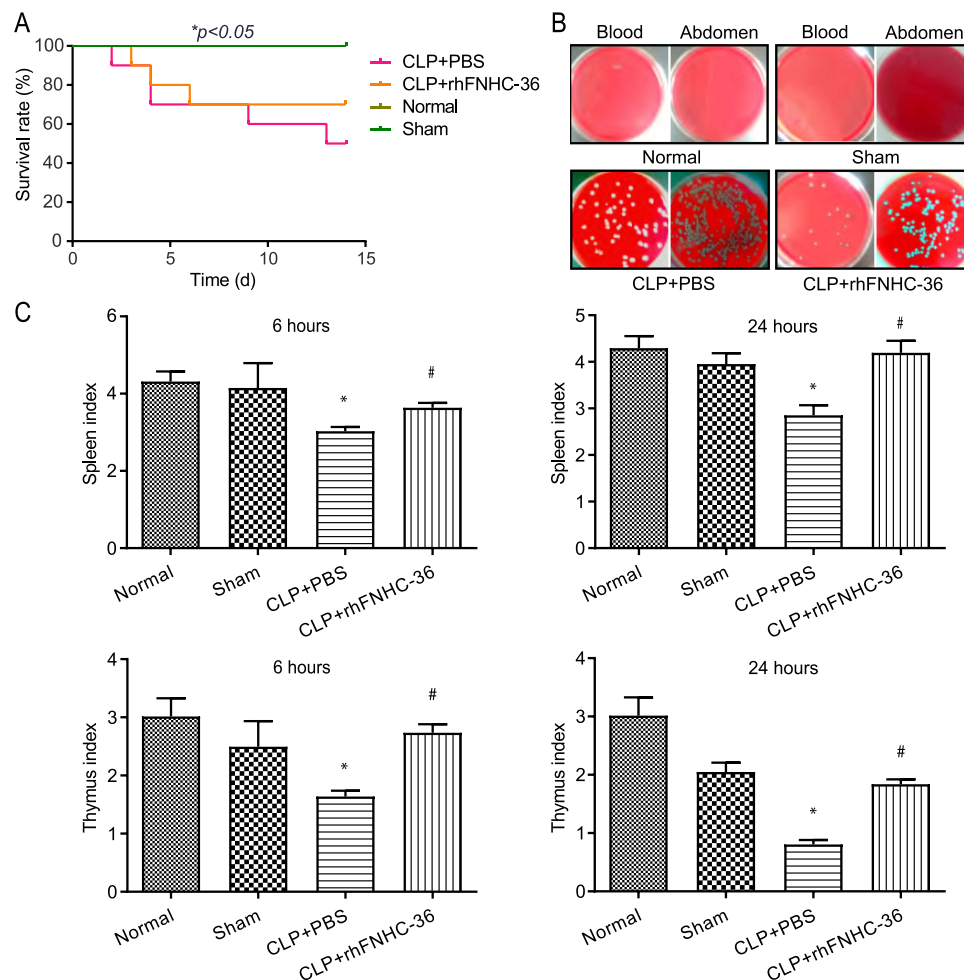 A
*p<0.05
Survival rate (%)
100
80
60
40
20
0
0 5 10 15
Time (d)
CLP+PBS
CLP+rhFNHC-36
Normal
Sham
B
Blood Abdomen Blood Abdomen
Normal Sham
CLP+PBS CLP+rhFNHC-36
C
6 hours
Spleen index
6
4
2
0
*
#
Normal Sham CLP+PBS CLP+rhFNHC-36
24 hours
Spleen index
5
4
3
2
1
0
*
#
Normal Sham CLP+PBS CLP+rhFNHC-36
6 hours
Thymus index
4
3
2
1
0
*
#
Normal Sham CLP+PBS CLP+rhFNHC-36
24 hours
Thymus index
4
3
2
1
0
*
#
Normal Sham CLP+PBS CLP+rhFNHC-36